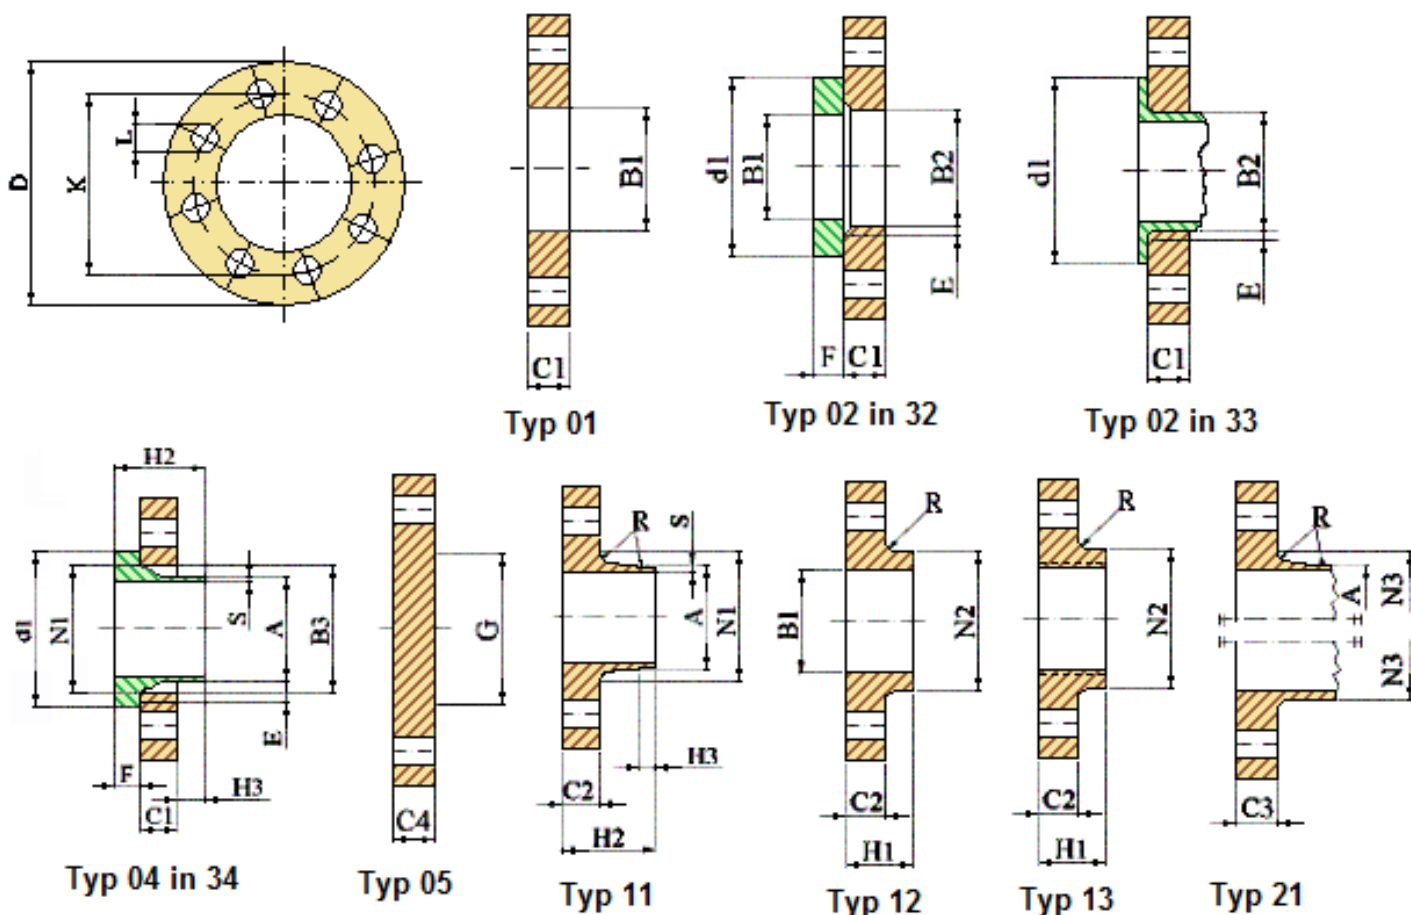 D
K
L
B1
C1
Typ 01
d1
B1
B2
E
F
C1
Typ 02 in 32
d1
B2
E
C1
Typ 02 in 33
H2
d1
N1
S
A
B3
E
F
H3
C1
Typ 04 in 34
G
C4
Typ 05
R
S
A
N1
H3
C2
H2
Typ 11
R
B1
N2
C2
H1
Typ 12
R
N2
C2
H1
Typ 13
R
A
N3
N3
C3
Typ 21